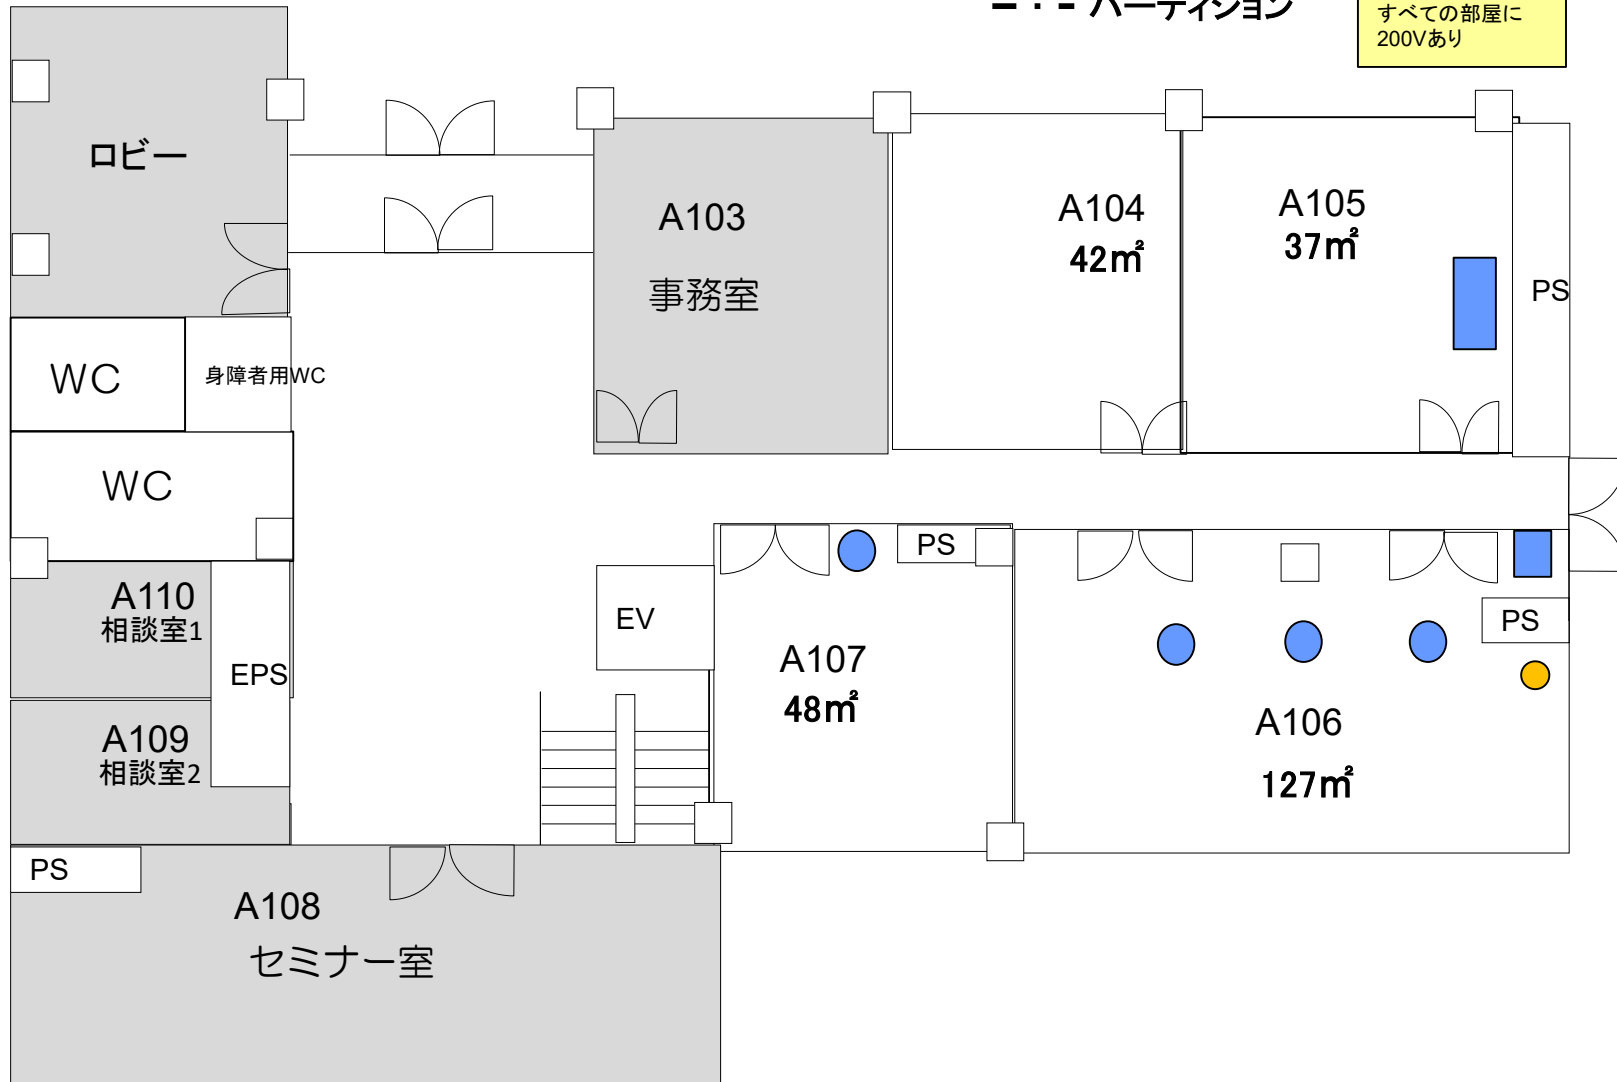 パーティション
すべての部屋に
200Vあり
ロビー
A103
事務室
A104
42㎡
A105
37㎡
PS
WC
身障者用WC
WC
PS
EV
A110
相談室1
EPS
A107
48㎡
PS
A106
127㎡
A109
相談室2
PS
A108
セミナー室